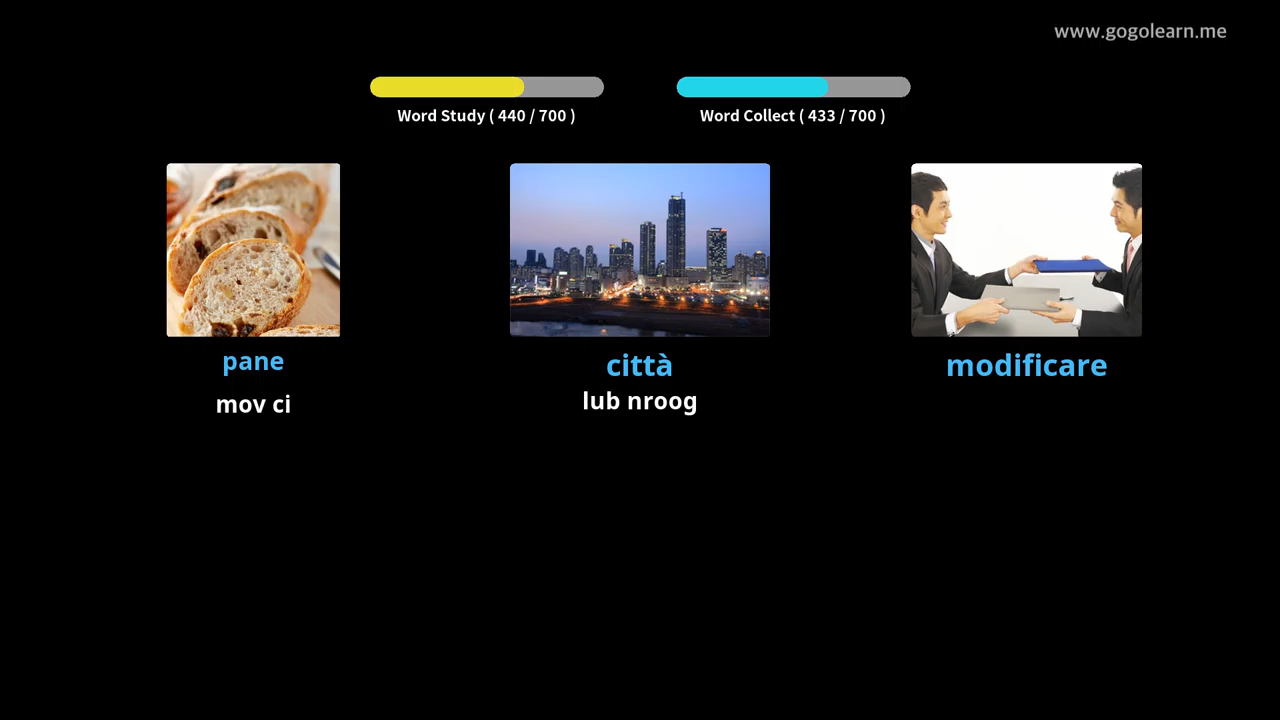 www.gogolearn.me
Word Study ( 440 / 700 )
Word Collect ( 433 / 700 )
pane
mov ci
città
lub nroog
modificare